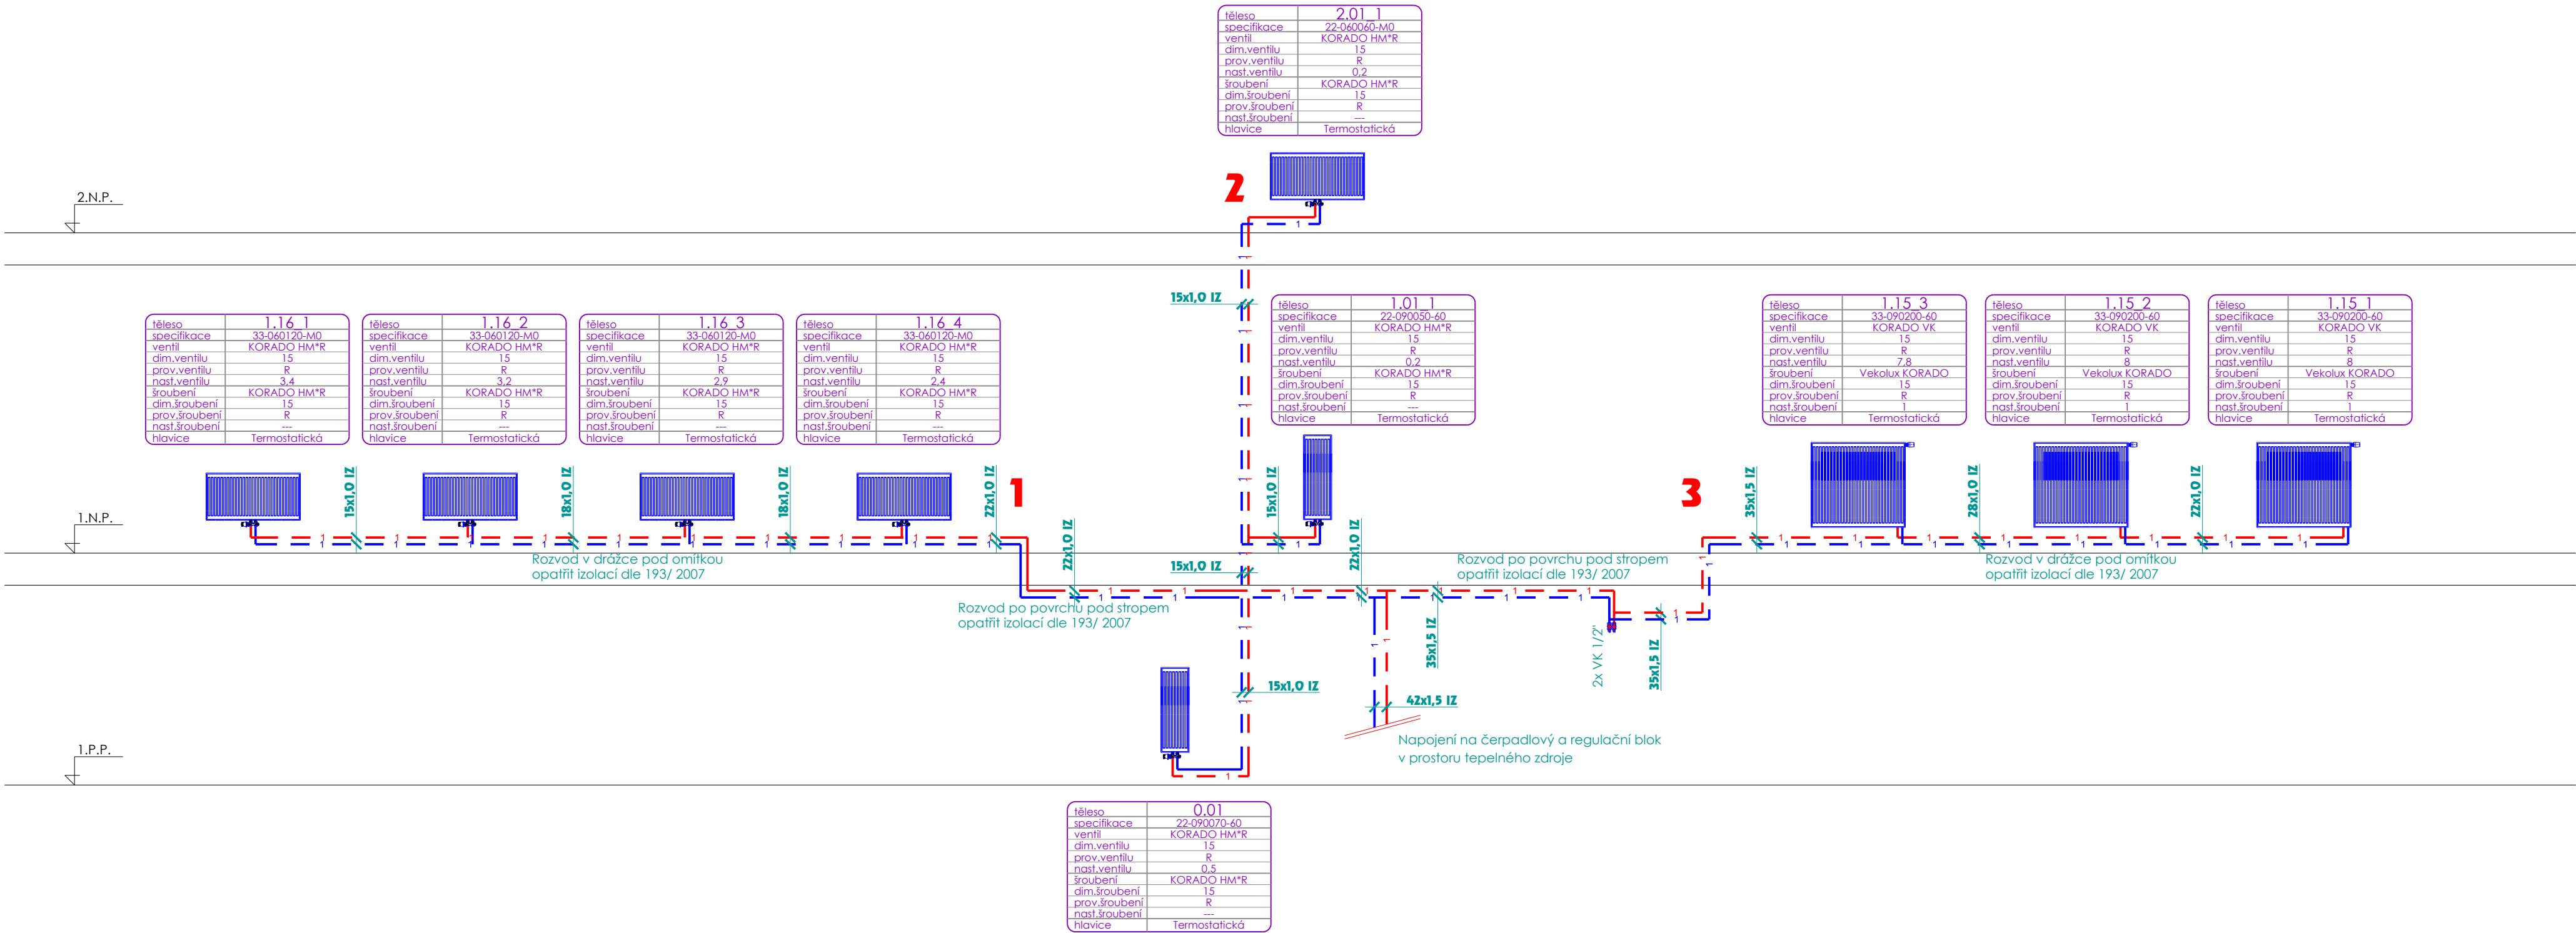 těleso 2.01_1
specifikace 22-060060-M0
ventil KORADO HM*R
dim.ventilu 15
prov.ventilu R
nast.ventilu 0,2
šroubení KORADO HM*R
dim.šroubení 15
prov.šroubení R
nast.šroubení ---
hlavice Termostatická
2
2.N.P.
1
1
1
15x1,0 IZ
těleso 1.16_1
specifikace 33-060120-M0
ventil KORADO HM*R
dim.ventilu 15
prov.ventilu R
nast.ventilu 3,4
šroubení KORADO HM*R
dim.šroubení 15
prov.šroubení R
nast.šroubení ---
hlavice Termostatická
těleso 1.16_2
specifikace 33-060120-M0
ventil KORADO HM*R
dim.ventilu 15
prov.ventilu R
nast.ventilu 3,2
šroubení KORADO HM*R
dim.šroubení 15
prov.šroubení R
nast.šroubení ---
hlavice Termostatická
těleso 1.16_3
specifikace 33-060120-M0
ventil KORADO HM*R
dim.ventilu 15
prov.ventilu R
nast.ventilu 2,9
šroubení KORADO HM*R
dim.šroubení 15
prov.šroubení R
nast.šroubení ---
hlavice Termostatická
těleso 1.16_4
specifikace 33-060120-M0
ventil KORADO HM*R
dim.ventilu 15
prov.ventilu R
nast.ventilu 2,4
šroubení KORADO HM*R
dim.šroubení 15
prov.šroubení R
nast.šroubení ---
hlavice Termostatická
těleso 1.01_1
specifikace 22-090050-60
ventil KORADO HM*R
dim.ventilu 15
prov.ventilu R
nast.ventilu 0,2
šroubení KORADO HM*R
dim.šroubení 15
prov.šroubení R
nast.šroubení ---
hlavice Termostatická
těleso 1.15_3
specifikace 33-090200-60
ventil KORADO VK
dim.ventilu 15
prov.ventilu R
nast.ventilu 7,8
šroubení Vekolux KORADO
dim.šroubení 15
prov.šroubení R
nast.šroubení 1
hlavice Termostatická
těleso 1.15_2
specifikace 33-090200-60
ventil KORADO VK
dim.ventilu 15
prov.ventilu R
nast.ventilu 8
šroubení Vekolux KORADO
dim.šroubení 15
prov.šroubení R
nast.šroubení 1
hlavice Termostatická
těleso 1.15_1
specifikace 33-090200-60
ventil KORADO VK
dim.ventilu 15
prov.ventilu R
nast.ventilu 8
šroubení Vekolux KORADO
dim.šroubení 15
prov.šroubení R
nast.šroubení 1
hlavice Termostatická
15x1,0 IZ
18x1,0 IZ
18x1,0 IZ
22x1,0 IZ
1
15x1,0 IZ
3
35x1,5 IZ
28x1,0 IZ
22x1,0 IZ
1.N.P.
Rozvod v drážce pod omítkou
opatřit izolací dle 193/ 2007
22x1,0 IZ
15x1,0 IZ
22x1,0 IZ
Rozvod po povrchu pod stropem
opatřit izolací dle 193/ 2007
Rozvod v drážce pod omítkou
opatřit izolací dle 193/ 2007
Rozvod po povrchu pod stropem
opatřit izolací dle 193/ 2007
35x1,5 IZ
2x VK 1/2"
35x1,5 IZ
15x1,0 IZ
42x1,5 IZ
Napojení na čerpadlový a regulační blok
v prostoru tepelného zdroje
1.P.P.
1
těleso 0.01
specifikace 22-090070-60
ventil KORADO HM*R
dim.ventilu 15
prov.ventilu R
nast.ventilu 0,5
šroubení KORADO HM*R
dim.šroubení 15
prov.šroubení R
nast.šroubení ---
hlavice Termostatická